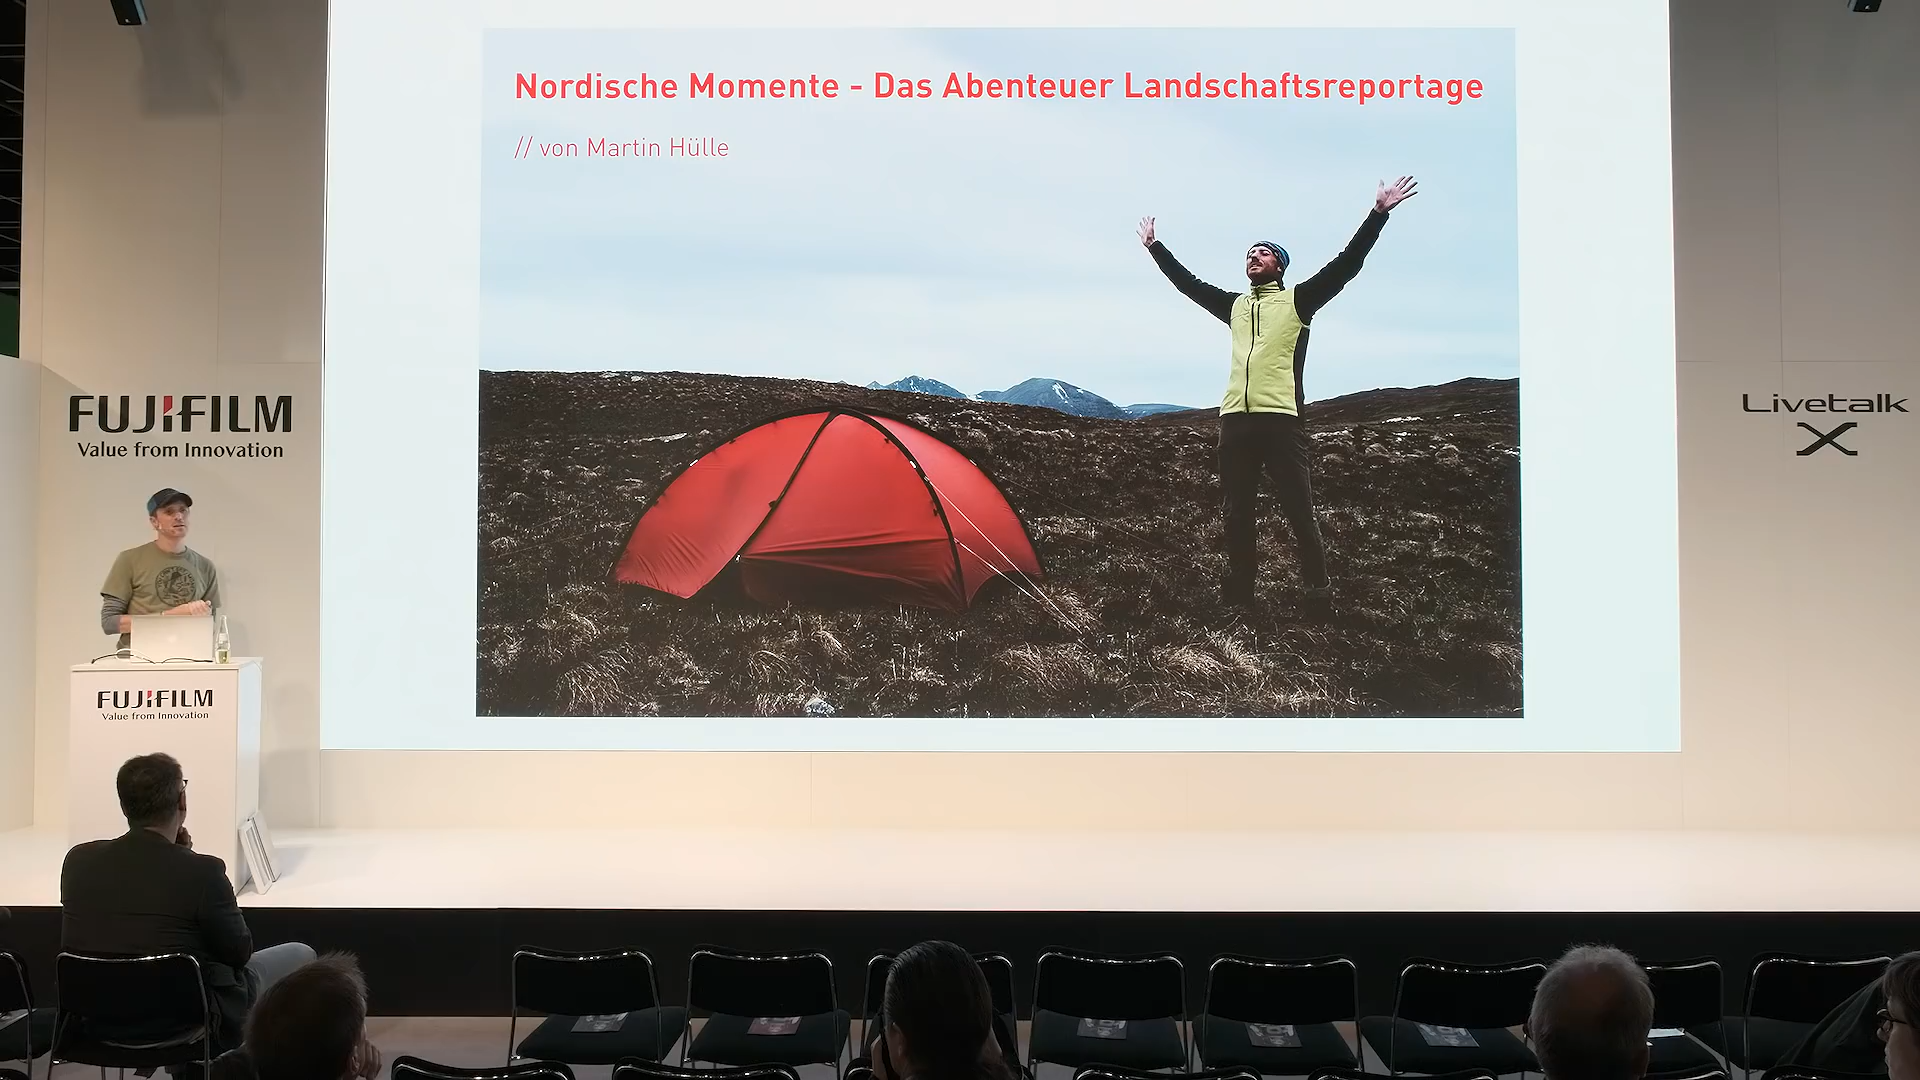 Nordische Momente - Das Abenteuer Landschaftsreportage
// von Martin Hülle
FUJIFILM
Value from Innovation
Livetalk
X
FUJIFILM
Value from Innovation